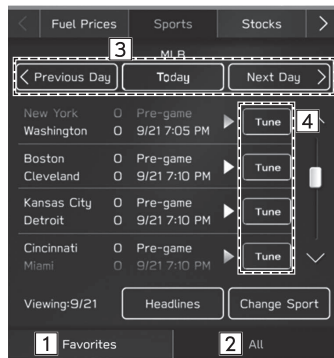 Fuel Prices Sports Stocks
3
MLB
Previous Day Today Next Day
4
New York 0 Pre-game
Washington 0 9/21 7:05 PM Tune
Boston 0 Pre-game
Cleveland 0 9/21 7:10 PM Tune
Kansas City 0 Pre-game
Detroit 0 9/21 7:10 PM Tune
Cincinnati 0 Pre-game
Miami 0 9/21 7:10 PM Tune
Viewing:9/21 Headlines Change Sport
1 Favorites 2 All